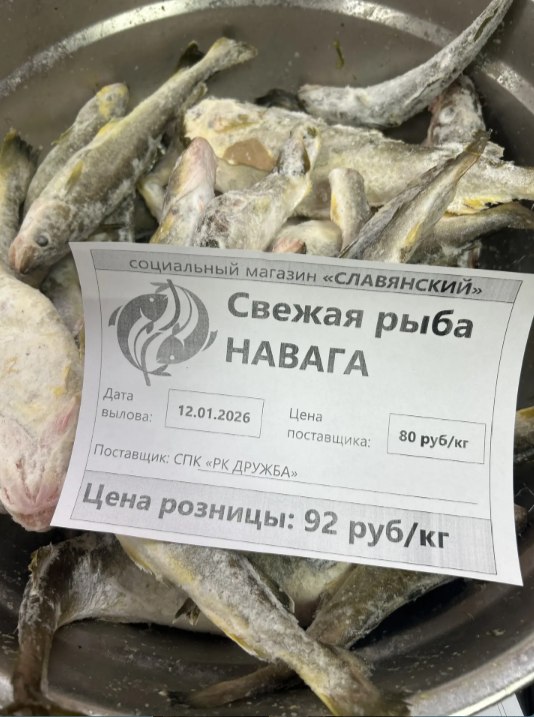 социальный магазин «СЛАВЯНСКИЙ»
Свежая рыба
НАВАГА
Дата
вылова:
12.01.2026
Цена
поставщика:
80 руб/кг
Поставщик: СПК «РК ДРУЖБА»
Цена розницы: 92 руб/кг